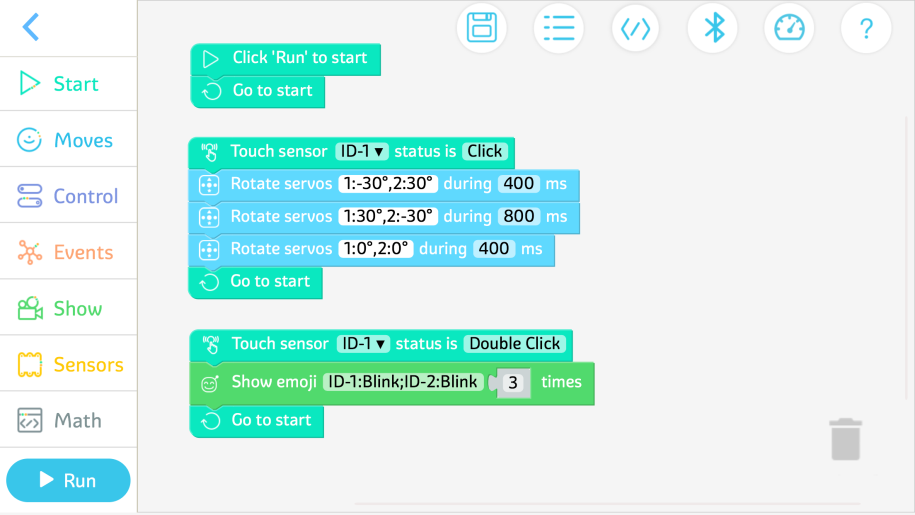 Start
Moves
Control
Events
Show
Sensors
Math
Run
?
Click 'Run' to start
Go to start
Touch sensor ID-1 ▾ status is Click
Rotate servos 1:-30°,2:30° during 400 ms
Rotate servos 1:30°,2:-30° during 800 ms
Rotate servos 1:0°,2:0° during 400 ms
Go to start
Touch sensor ID-1 ▾ status is Double Click
Show emoji ID-1:Blink;ID-2:Blink 3 times
Go to start